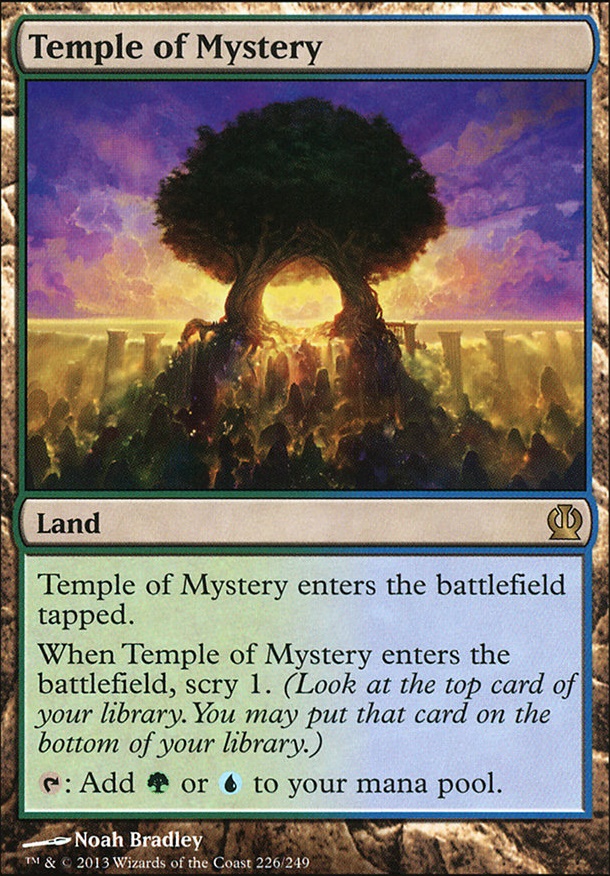 Temple of Mystery
Land
Temple of Mystery enters the battlefield
tapped.
When Temple of Mystery enters the
battlefield, scry 1. (Look at the top card of
your library. You may put that card on the
bottom of your library.)
: Add or to your mana pool.
Noah Bradley
™ & © 2013 Wizards of the Coast 226/249